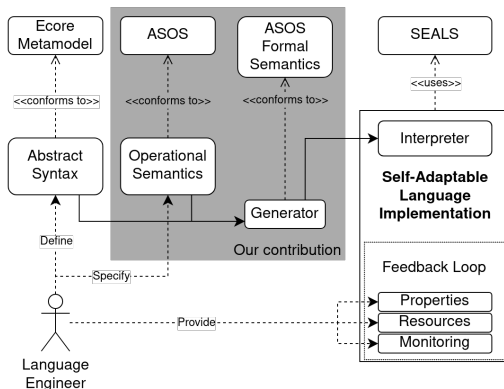 Ecore
Metamodel
ASOS
ASOS
Formal
Semantics
SEALS
<<conforms to>>
<<conforms to>>
<<conforms to>>
<<uses>>
Abstract
Syntax
Operational
Semantics
Generator
Interpreter
Self-Adaptable
Language
Implementation
Our contribution
Define
Specify
Feedback Loop
Properties
Resources
Monitoring
Provide
Language
Engineer